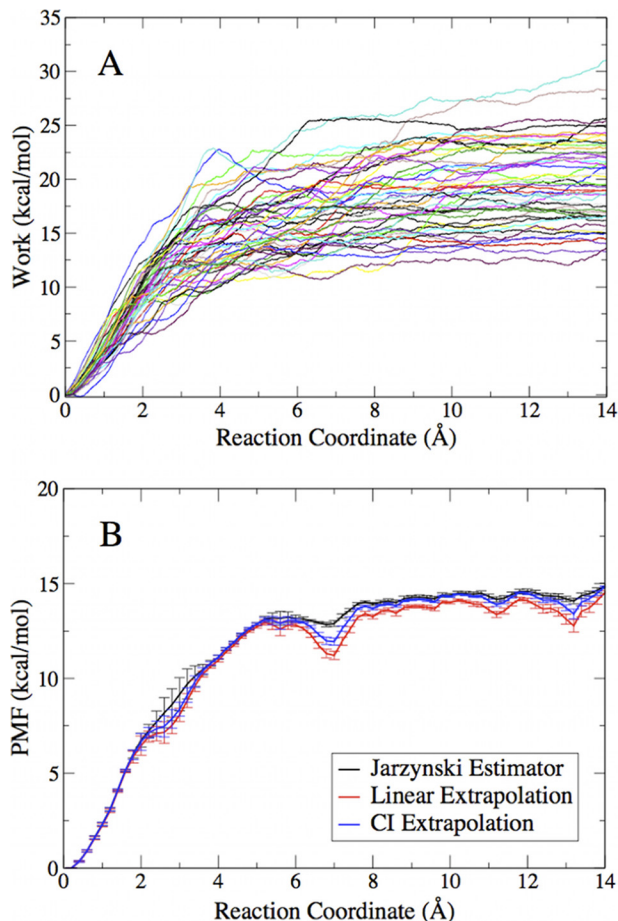 A
35
30
25
20
15
10
5
0
Work (kcal/mol)
0 2 4 6 8 10 12 14
Reaction Coordinate (Å)
B
20
15
10
5
0
PMF (kcal/mol)
Jarzynski Estimator
Linear Extrapolation
CI Extrapolation
0 2 4 6 8 10 12 14
Reaction Coordinate (Å)